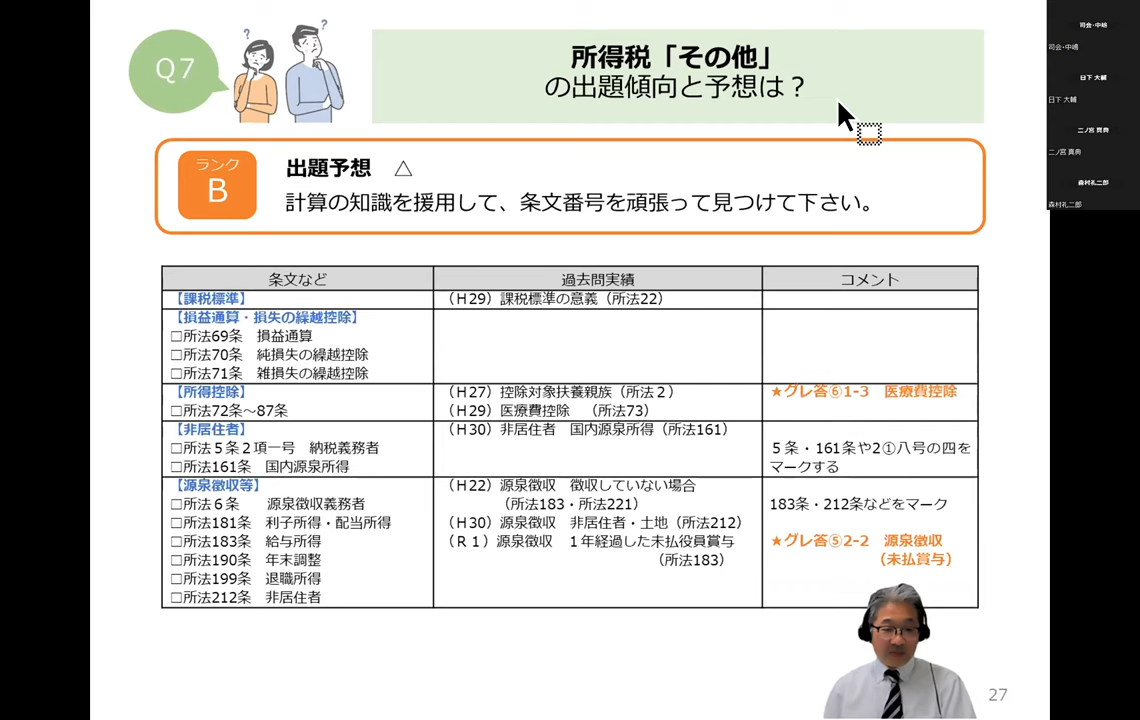 Q7
?
?
所得税「その他」
の出題傾向と予想は？
ランク
B
出題予想　△
計算の知識を援用して、条文番号を頑張って見つけて下さい。
条文など　過去問実績　コメント
【課税標準】　（Ｈ29）課税標準の意義（所法22）
【損益通算・損失の繰越控除】
□所法69条　損益通算
□所法70条　純損失の繰越控除
□所法71条　雑損失の繰越控除
【所得控除】　（Ｈ27）控除対象扶養親族（所法２）　★グレ答⑥1-3　医療費控除
□所法72条～87条　（Ｈ29）医療費控除　（所法73）
【非居住者】　（Ｈ30）非居住者　国内源泉所得（所法161）
□所法５条２項一号　納税義務者　５条・161条や2①八号の四を
□所法161条　国内源泉所得　マークする
【源泉徴収等】　（Ｈ22）源泉徴収　徴収していない場合
□所法６条　源泉徴収義務者　（所法183・所法221）　183条・212条などをマーク
□所法181条　利子所得・配当所得　（Ｈ30）源泉徴収　非居住者・土地（所法212）
□所法183条　給与所得　（Ｒ１）源泉徴収　１年経過した未払役員賞与　★グレ答⑤2-2　源泉徴収
□所法190条　年末調整　（所法183）　（未払賞与）
□所法199条　退職所得
□所法212条　非居住者
27
司会・中嶋
司会・中嶋
日下 大輔
日下 大輔
二ノ宮 真典
二ノ宮 真典
森村礼二郎
森村礼二郎